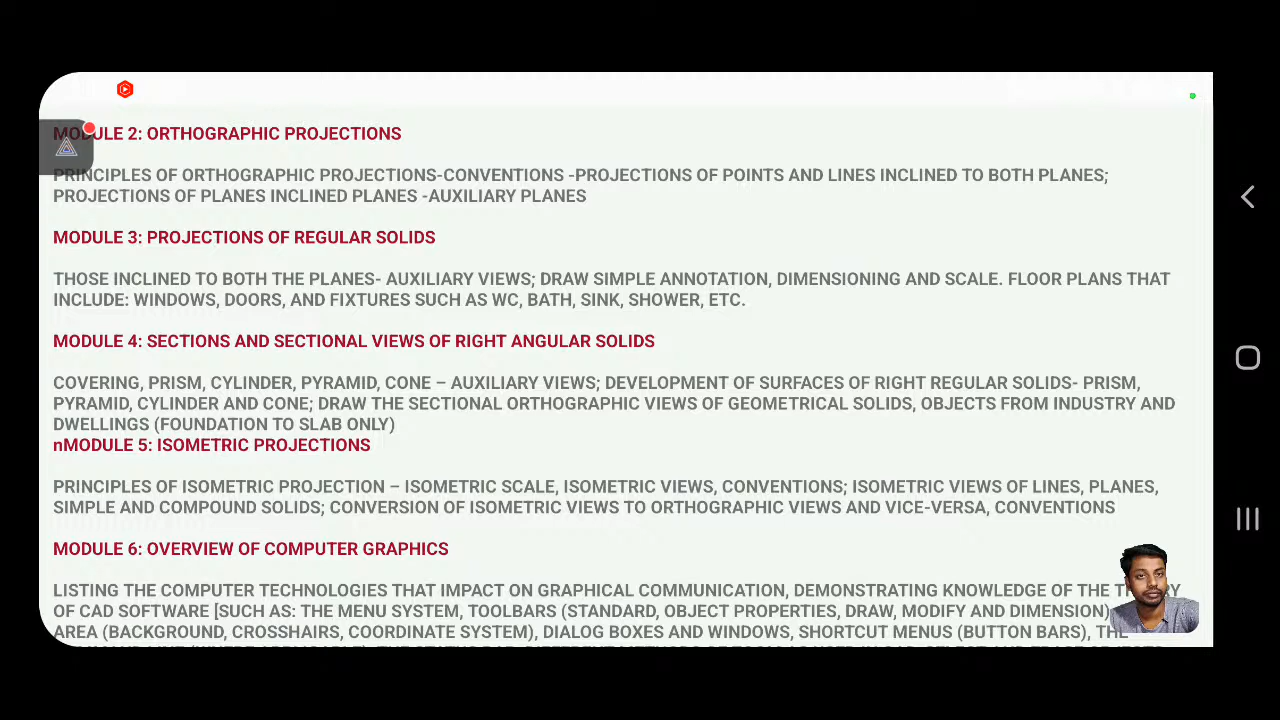 MODULE 2: ORTHOGRAPHIC PROJECTIONS
PRINCIPLES OF ORTHOGRAPHIC PROJECTIONS-CONVENTIONS -PROJECTIONS OF POINTS AND LINES INCLINED TO BOTH PLANES;
PROJECTIONS OF PLANES INCLINED PLANES -AUXILIARY PLANES
MODULE 3: PROJECTIONS OF REGULAR SOLIDS
THOSE INCLINED TO BOTH THE PLANES- AUXILIARY VIEWS; DRAW SIMPLE ANNOTATION, DIMENSIONING AND SCALE. FLOOR PLANS THAT
INCLUDE: WINDOWS, DOORS, AND FIXTURES SUCH AS WC, BATH, SINK, SHOWER, ETC.
MODULE 4: SECTIONS AND SECTIONAL VIEWS OF RIGHT ANGULAR SOLIDS
COVERING, PRISM, CYLINDER, PYRAMID, CONE – AUXILIARY VIEWS; DEVELOPMENT OF SURFACES OF RIGHT REGULAR SOLIDS- PRISM,
PYRAMID, CYLINDER AND CONE; DRAW THE SECTIONAL ORTHOGRAPHIC VIEWS OF GEOMETRICAL SOLIDS, OBJECTS FROM INDUSTRY AND
DWELLINGS (FOUNDATION TO SLAB ONLY)
nMODULE 5: ISOMETRIC PROJECTIONS
PRINCIPLES OF ISOMETRIC PROJECTION – ISOMETRIC SCALE, ISOMETRIC VIEWS, CONVENTIONS; ISOMETRIC VIEWS OF LINES, PLANES,
SIMPLE AND COMPOUND SOLIDS; CONVERSION OF ISOMETRIC VIEWS TO ORTHOGRAPHIC VIEWS AND VICE-VERSA, CONVENTIONS
MODULE 6: OVERVIEW OF COMPUTER GRAPHICS
LISTING THE COMPUTER TECHNOLOGIES THAT IMPACT ON GRAPHICAL COMMUNICATION, DEMONSTRATING KNOWLEDGE OF THE
OF CAD SOFTWARE [SUCH AS: THE MENU SYSTEM, TOOLBARS (STANDARD, OBJECT PROPERTIES, DRAW, MODIFY AND DIMENSION)
AREA (BACKGROUND, CROSSHAIRS, COORDINATE SYSTEM), DIALOG BOXES AND WINDOWS, SHORTCUT MENUS (BUTTON BARS), THE